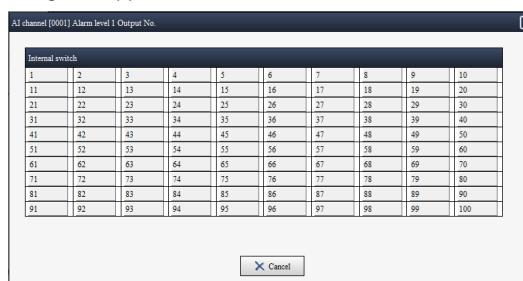 AI channel [0001] Alarm level 1 Output No.
Internal switch
1 2 3 4 5 6 7 8 9 10
11 12 13 14 15 16 17 18 19 20
21 22 23 24 25 26 27 28 29 30
31 32 33 34 35 36 37 38 39 40
41 42 43 44 45 46 47 48 49 50
51 52 53 54 55 56 57 58 59 60
61 62 63 64 65 66 67 68 69 70
71 72 73 74 75 76 77 78 79 80
81 82 83 84 85 86 87 88 89 90
91 92 93 94 95 96 97 98 99 100
Cancel